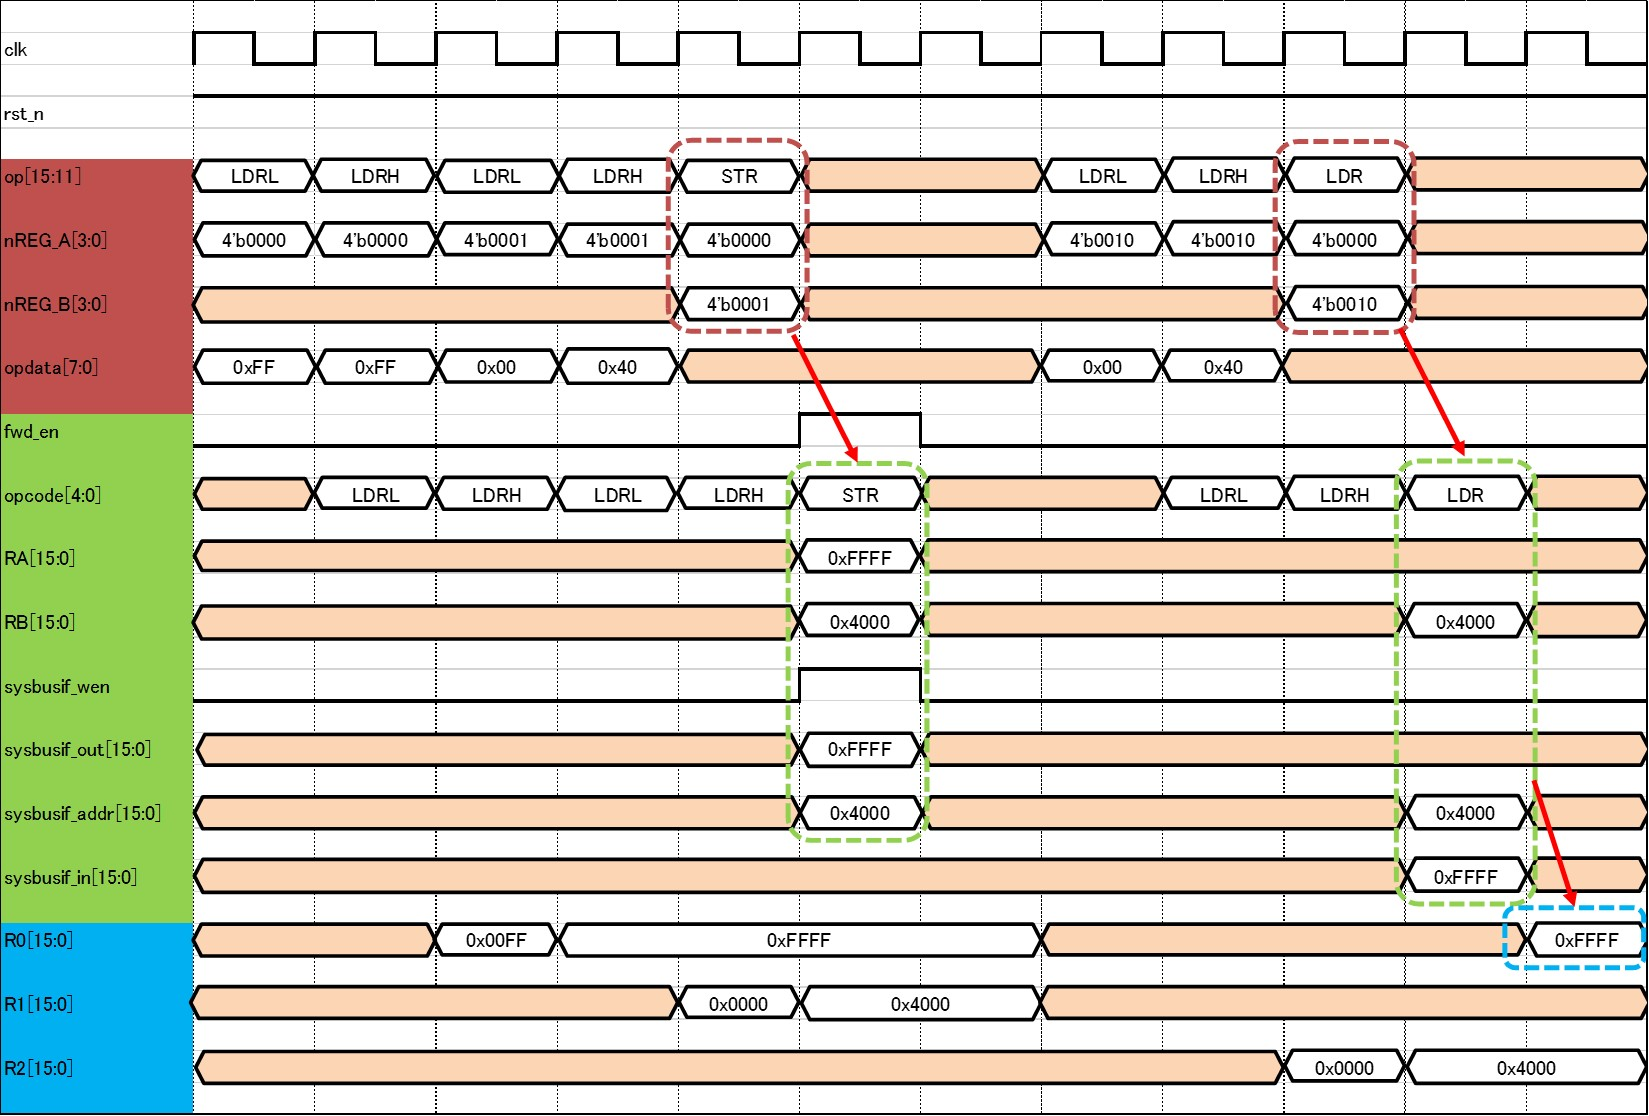 clk
rst_n
op[15:11] LDRL LDRH LDRL LDRH STR LDRL LDRH LDR
nREG_A[3:0] 4'b0000 4'b0000 4'b0001 4'b0001 4'b0000 4'b0010 4'b0010 4'b0000
nREG_B[3:0] 4'b0001 4'b0010
opdata[7:0] 0xFF 0xFF 0x00 0x40 0x00 0x40
fwd_en
opcode[4:0] LDRL LDRH LDRL LDRH STR LDRL LDRH LDR
RA[15:0] 0xFFFF
RB[15:0] 0x4000 0x4000
sysbusif_wen
sysbusif_out[15:0] 0xFFFF
sysbusif_addr[15:0] 0x4000 0x4000
sysbusif_in[15:0] 0xFFFF
R0[15:0] 0x00FF 0xFFFF 0xFFFF
R1[15:0] 0x0000 0x4000
R2[15:0] 0x0000 0x4000